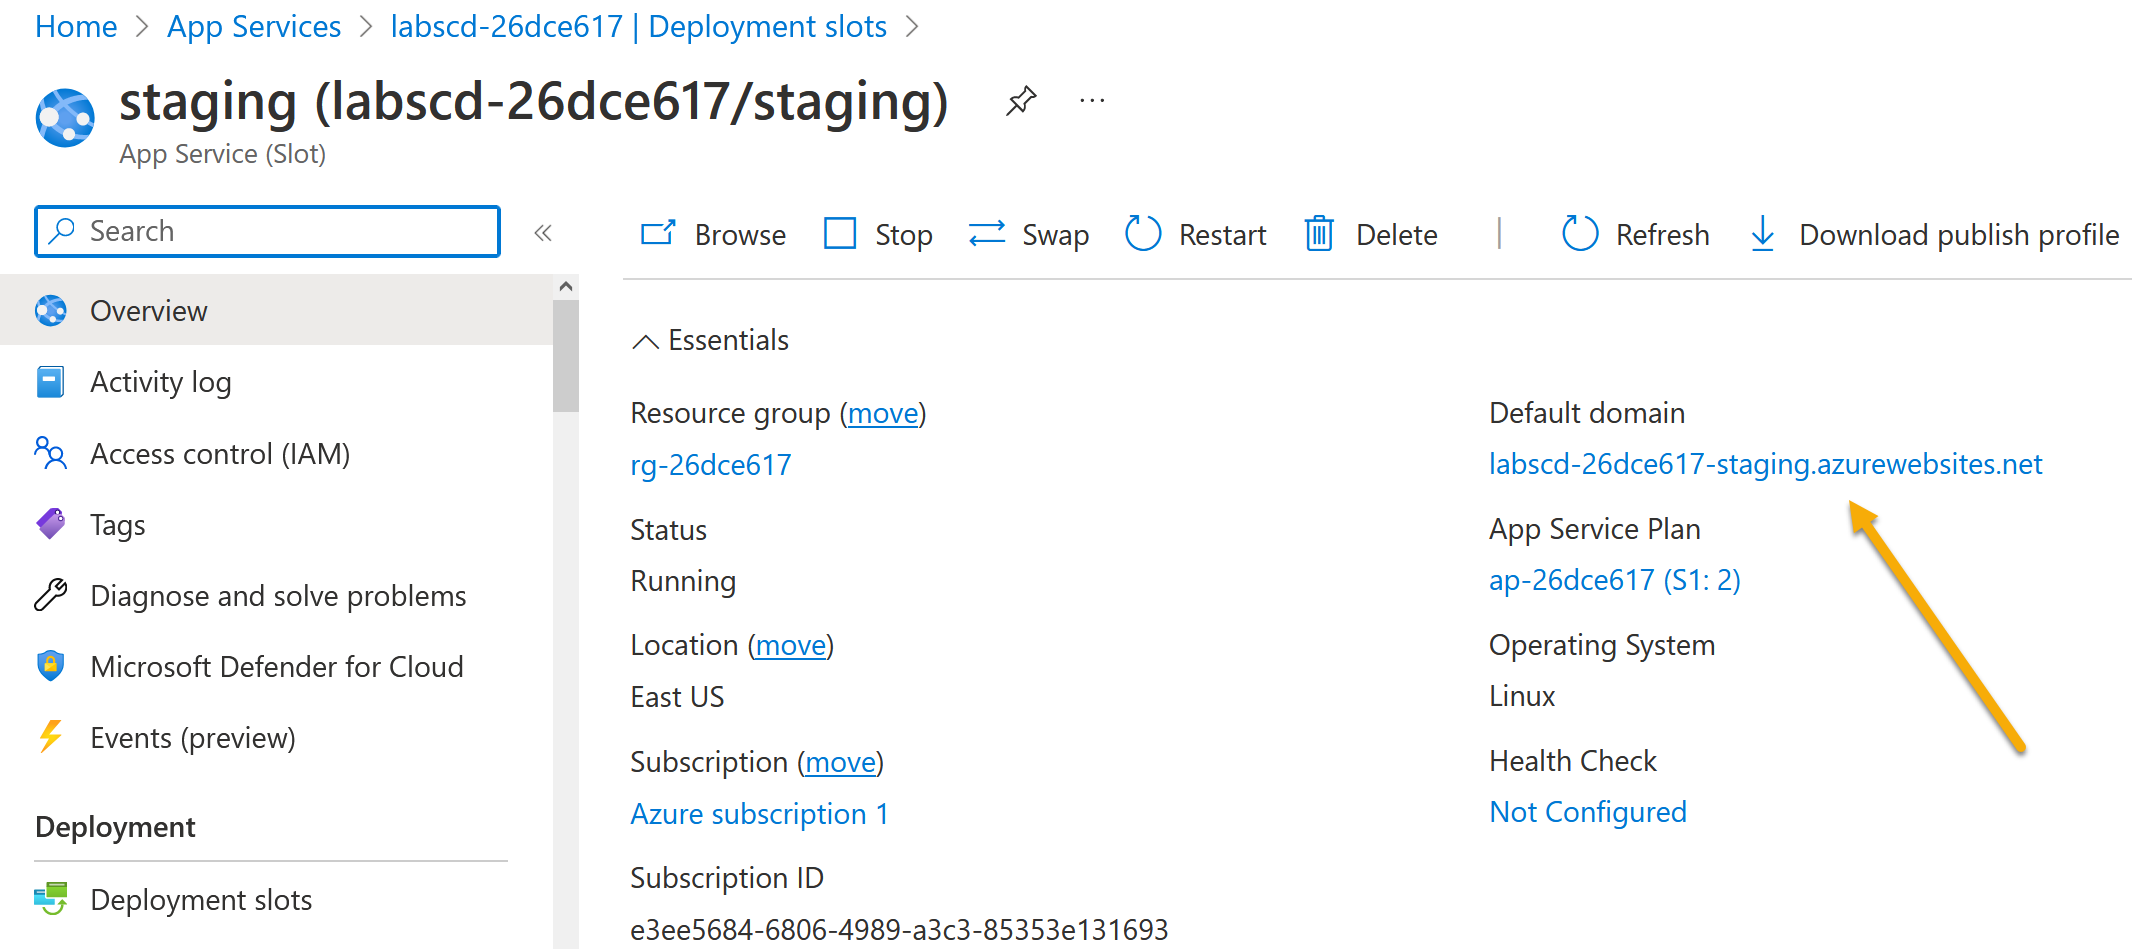 Home > App Services > labscd-26dce617 | Deployment slots >
staging (labscd-26dce617/staging)
...
App Service (Slot)
Search
«
Browse
Stop
Swap
Restart
Delete
Refresh
Download publish profile
Overview
Activity log
Access control (IAM)
Tags
Diagnose and solve problems
Microsoft Defender for Cloud
Events (preview)
Deployment
Deployment slots
Essentials
Resource group (move)
rg-26dce617
Status
Running
Location (move)
East US
Subscription (move)
Azure subscription 1
Subscription ID
e3ee5684-6806-4989-a3c3-85353e131693
Default domain
labscd-26dce617-staging.azurewebsites.net
App Service Plan
ap-26dce617 (S1: 2)
Operating System
Linux
Health Check
Not Configured